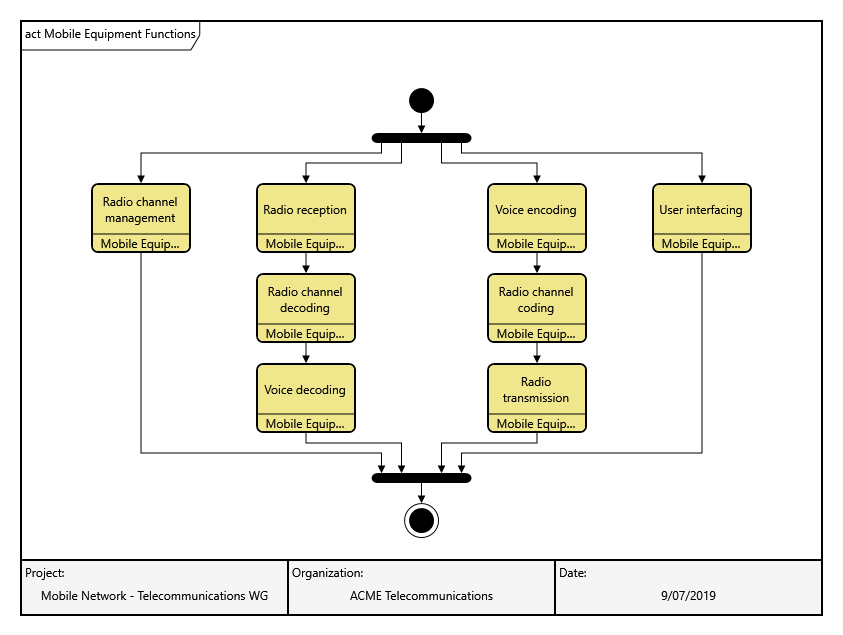 act Mobile Equipment Functions
Radio channel
management
Mobile Equip...
Radio reception
Mobile Equip...
Voice encoding
Mobile Equip...
User interfacing
Mobile Equip...
Radio channel
decoding
Mobile Equip...
Radio channel
coding
Mobile Equip...
Voice decoding
Mobile Equip...
Radio
transmission
Mobile Equip...
Project:
Mobile Network - Telecommunications WG
Organization:
ACME Telecommunications
Date:
9/07/2019